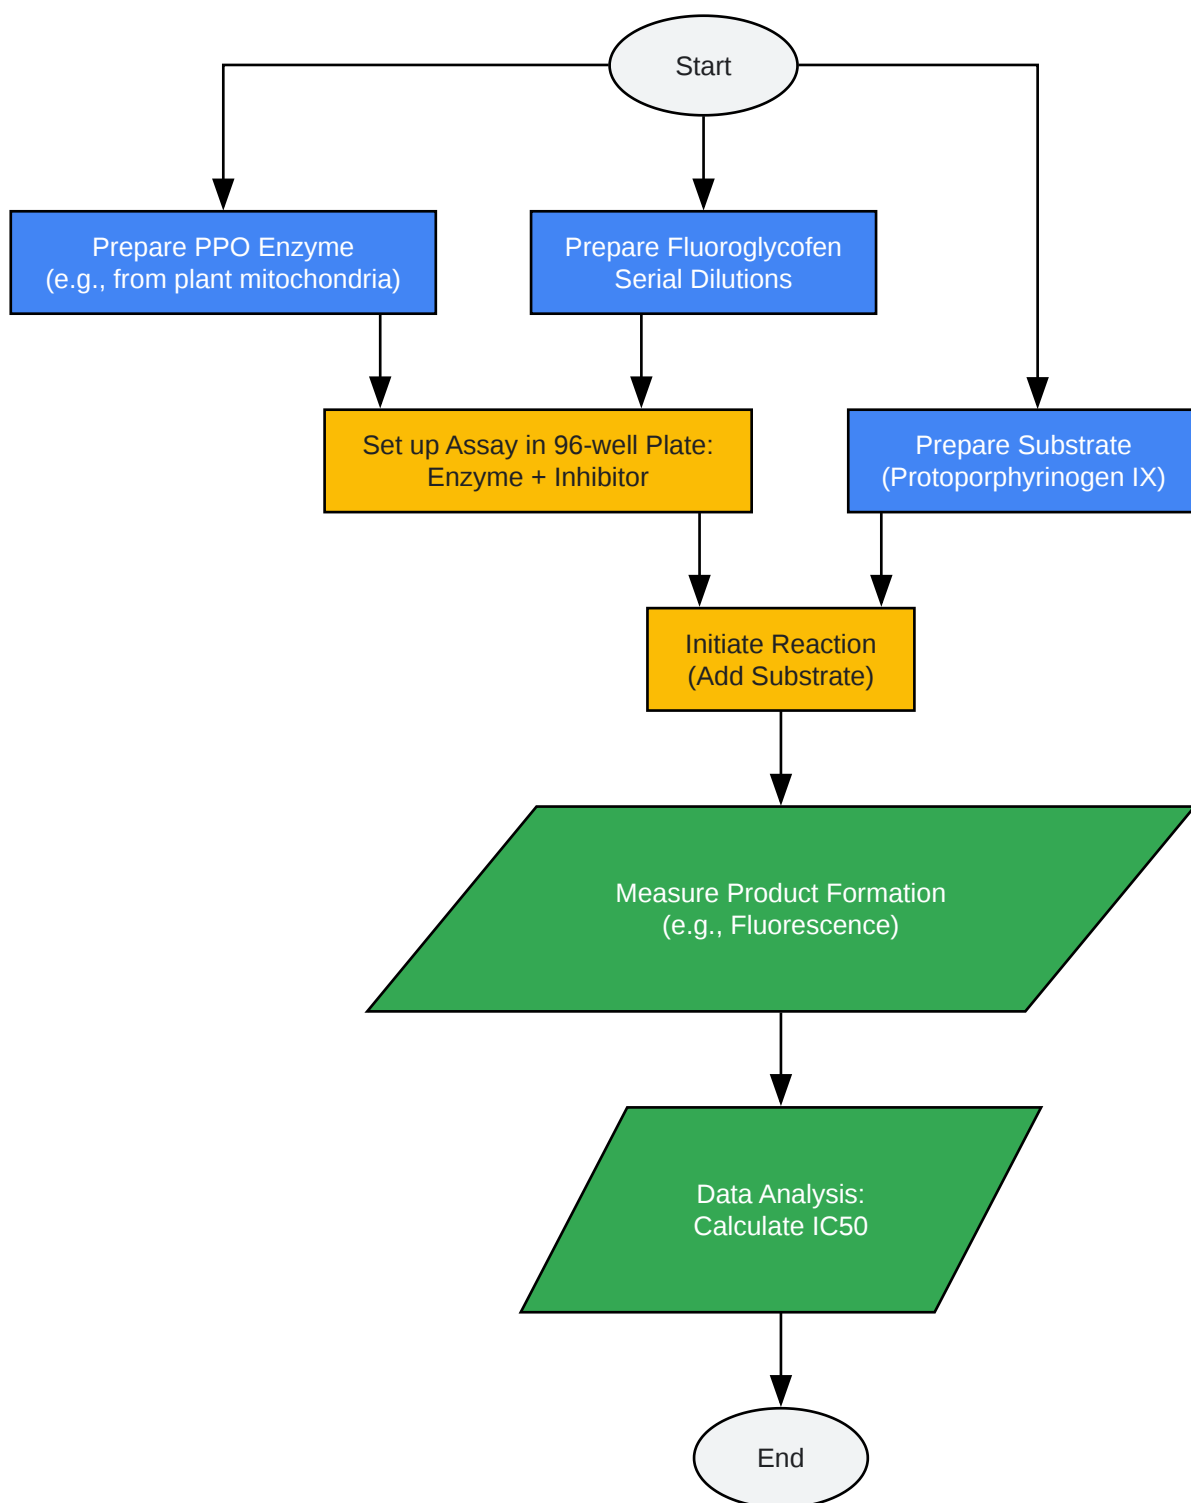 Start
Prepare PPO Enzyme
(e.g., from plant mitochondria)
Prepare Fluoroglycofen
Serial Dilutions
Set up Assay in 96-well Plate:
Enzyme + Inhibitor
Prepare Substrate
(Protoporphyrinogen IX)
Initiate Reaction
(Add Substrate)
Measure Product Formation
(e.g., Fluorescence)
Data Analysis:
Calculate IC50
End